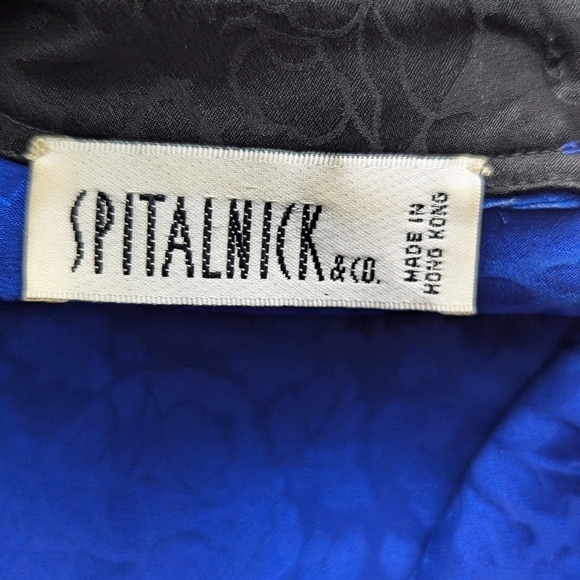 SPITALNICK & CO.
MADE IN
HONG KONG